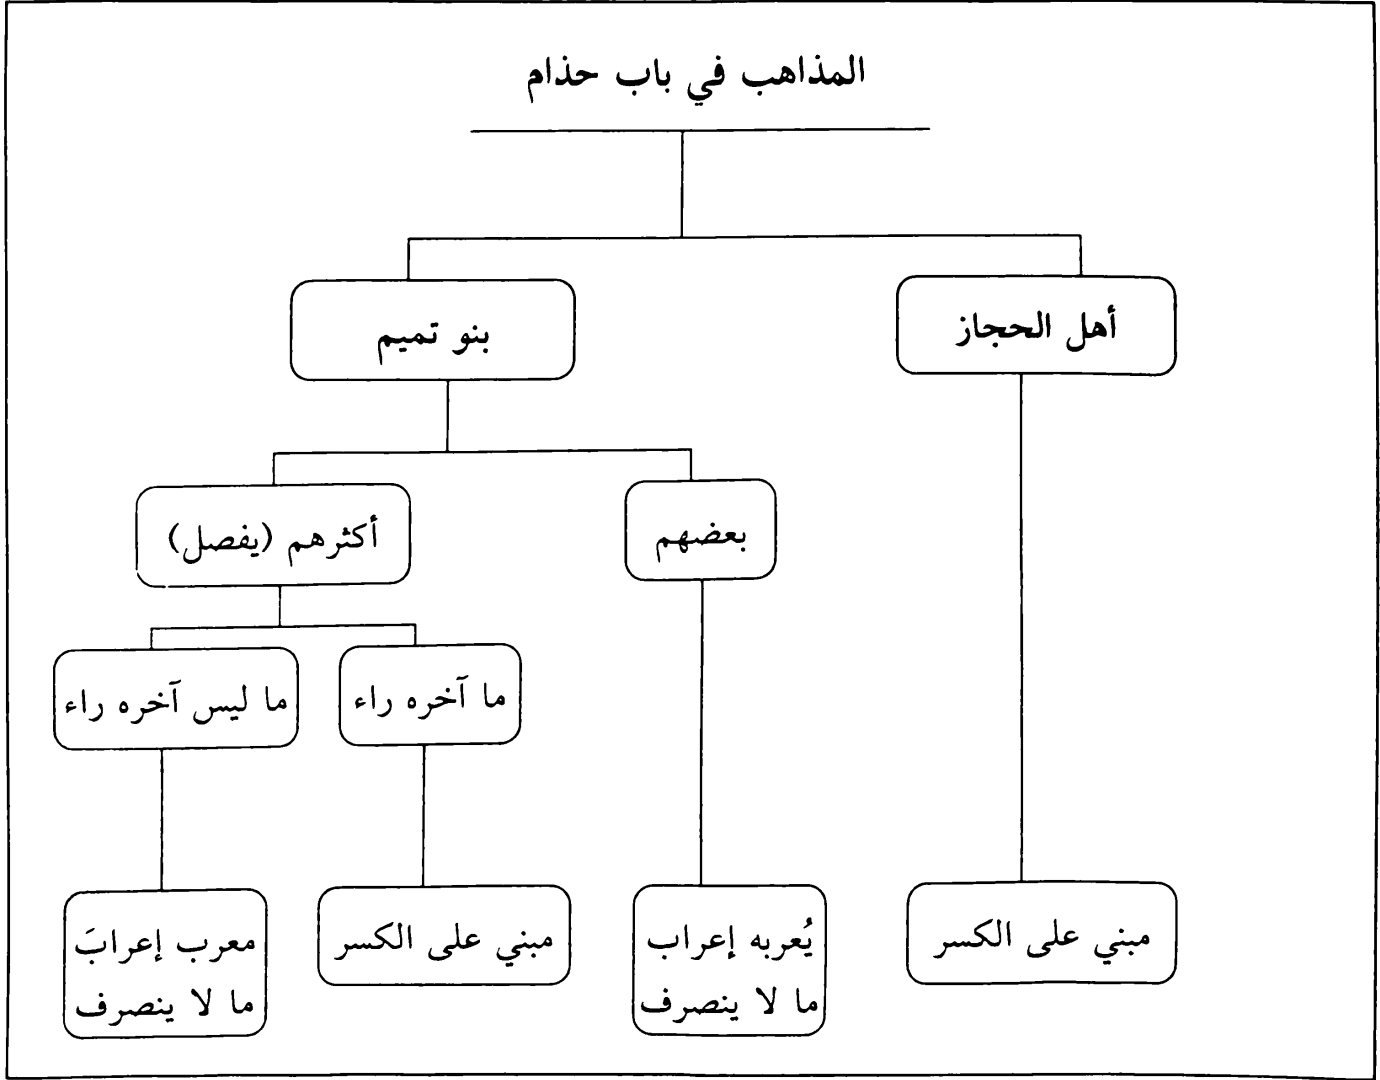 المذاهب في باب حذام
أهل الحجاز
بنو تميم
بعضهم
أكثرهم (يفصل)
ما آخره راء
ما ليس آخره راء
مبني على الكسر
يُعربه إعراب
ما لا ينصرف
مبني على الكسر
معرب إعرابَ
ما لا ينصرف